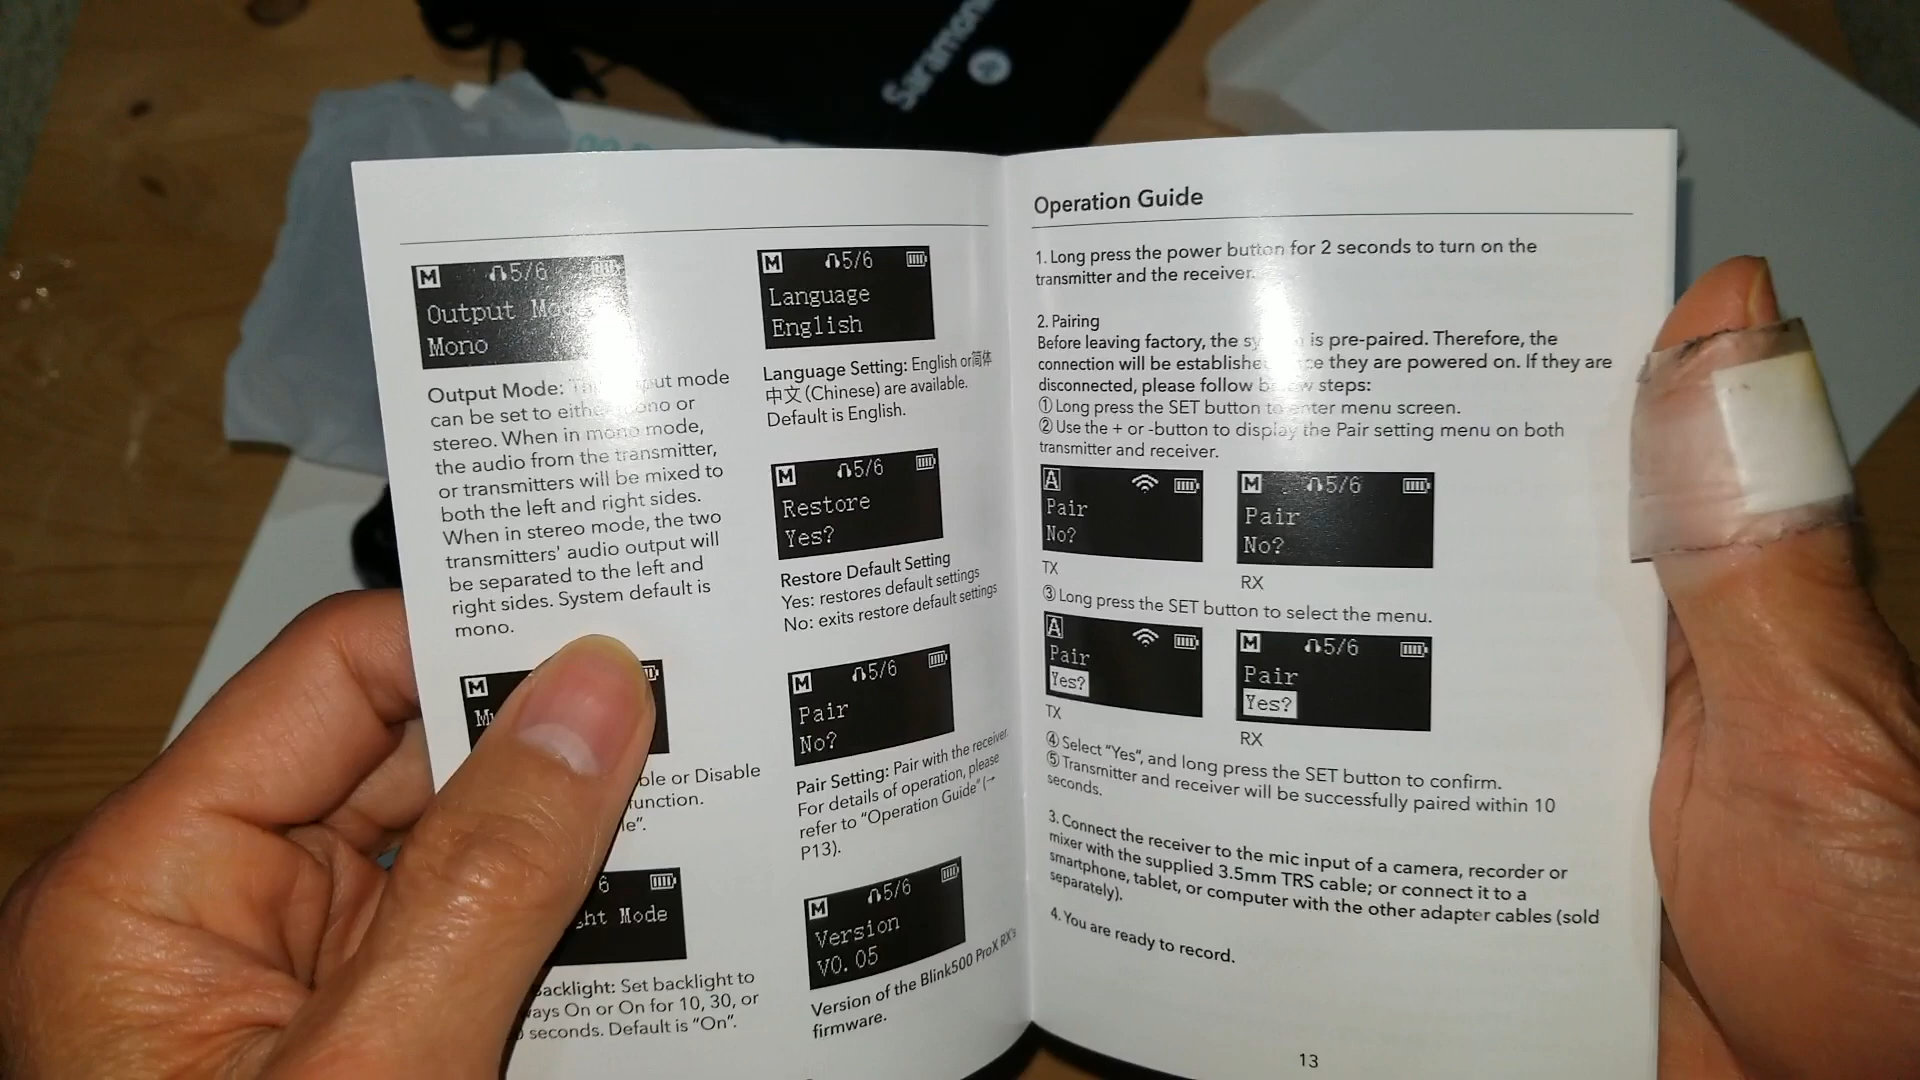 Saramoni
M 5/6
Output Mo
Mono
Output Mode: ut mode
can be set to either mono or
stereo. When in mono mode,
the audio from the transmitter,
or transmitters will be mixed to
both the left and right sides.
When in stereo mode, the two
transmitters' audio output will
be separated to the left and
right sides. System default is
mono.
M
ble or Disable
function.
le".
6
ght Mode
acklight: Set backlight to
ways On or On for 10, 30, or
seconds. Default is "On".
M 5/6
Language
English
Language Setting: English or简体
中文 (Chinese) are available.
Default is English.
M 5/6
Restore
Yes?
Restore Default Setting
Yes: restores default settings
No: exits restore default settings
M 5/6
Pair
No?
Pair Setting: Pair with the receiver.
For details of operation, please
refer to "Operation Guide" (→
P13).
M 5/6
Version
V0.05
Version of the Blink500 ProX RX's
firmware.
Operation Guide
1. Long press the power button for 2 seconds to turn on the
transmitter and the receiver.
2. Pairing
Before leaving factory, the sy is pre-paired. Therefore, the
connection will be establishe ce they are powered on. If they are
disconnected, please follow below steps:
① Long press the SET button to enter menu screen.
② Use the + or -button to display the Pair setting menu on both
transmitter and receiver.
A
Pair
No?
TX
M 5/6
Pair
No?
RX
③ Long press the SET button to select the menu.
A
Pair
Yes?
TX
M 5/6
Pair
Yes?
RX
④ Select "Yes", and long press the SET button to confirm.
⑤ Transmitter and receiver will be successfully paired within 10
seconds.
3. Connect the receiver to the mic input of a camera, recorder or
mixer with the supplied 3.5mm TRS cable; or connect it to a
smartphone, tablet, or computer with the other adapter cables (sold
separately).
4. You are ready to record.
13